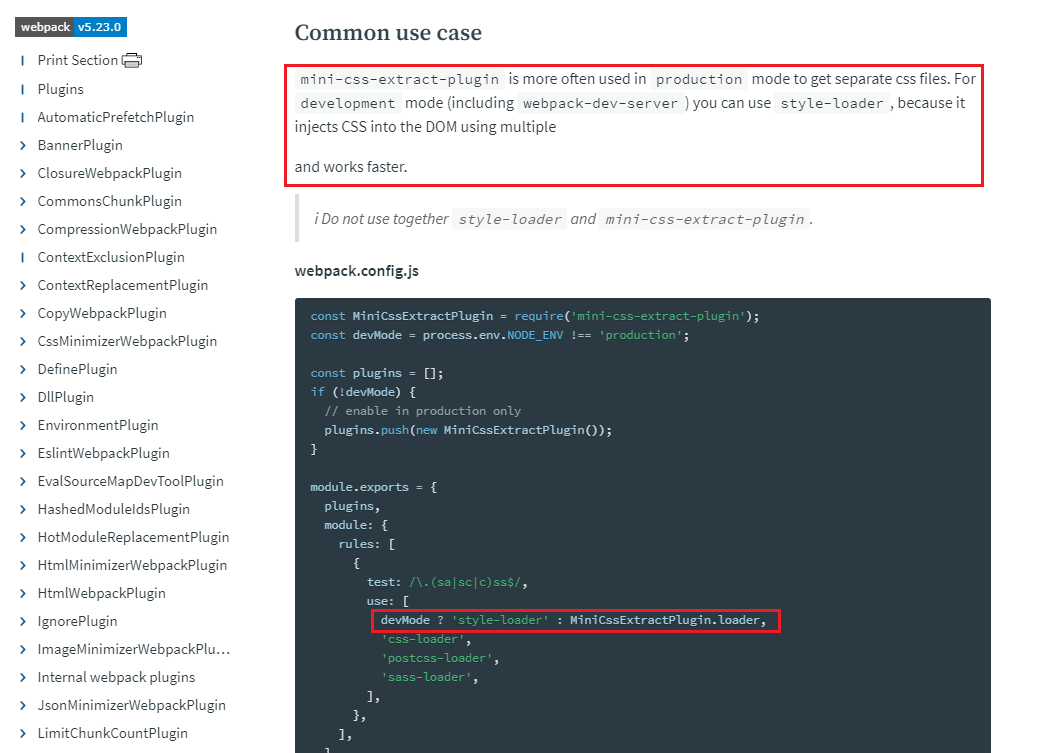 webpack v5.23.0
Print Section
Plugins
AutomaticPrefetchPlugin
BannerPlugin
ClosureWebpackPlugin
CommonsChunkPlugin
CompressionWebpackPlugin
ContextExclusionPlugin
ContextReplacementPlugin
CopyWebpackPlugin
CssMinimizerWebpackPlugin
DefinePlugin
DllPlugin
EnvironmentPlugin
EslintWebpackPlugin
EvalSourceMapDevToolPlugin
HashedModuleIdsPlugin
HotModuleReplacementPlugin
HtmlMinimizerWebpackPlugin
HtmlWebpackPlugin
IgnorePlugin
ImageMinimizerWebpackPlu...
Internal webpack plugins
JsonMinimizerWebpackPlugin
LimitChunkCountPlugin
Common use case
mini-css-extract-plugin is more often used in production mode to get separate css files. For
development mode (including webpack-dev-server ) you can use style-loader , because it
injects CSS into the DOM using multiple
and works faster.
i Do not use together style-loader and mini-css-extract-plugin .
webpack.config.js
const MiniCssExtractPlugin = require('mini-css-extract-plugin');
const devMode = process.env.NODE_ENV !== 'production';
const plugins = [];
if (!devMode) {
// enable in production only
plugins.push(new MiniCssExtractPlugin());
}
module.exports = {
plugins,
module: {
rules: [
{
test: /\.(sa|sc|c)ss$/,
use: [
devMode ? 'style-loader' : MiniCssExtractPlugin.loader,
'css-loader',
'postcss-loader',
'sass-loader',
],
},
],